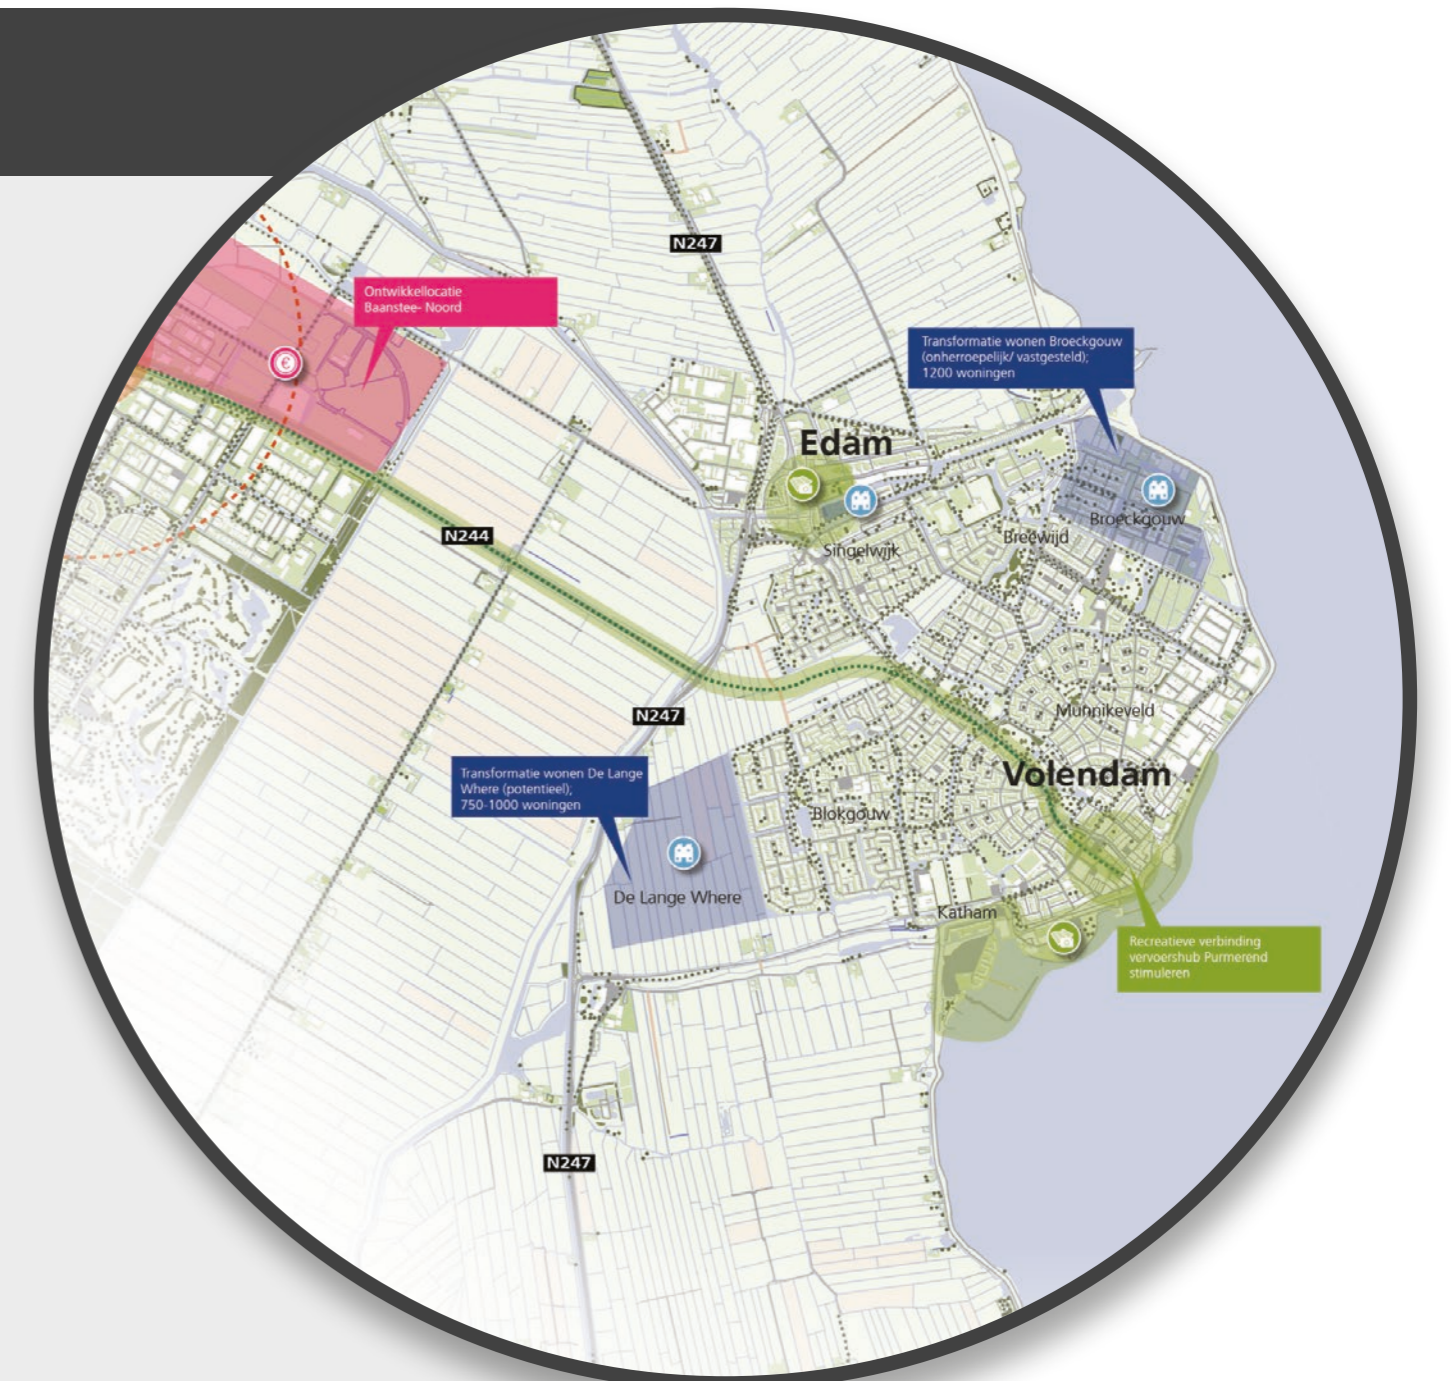 N247
Ontwikkellocatie
Baanstee- Noord
Transformatie wonen Broeckgouw
(onherroepelijk/ vastgesteld);
1200 woningen
Edam
Broeckgouw
N244
Breewijd
Singelwijk
Munnikeveld
N247
Volendam
Transformatie wonen De Lange
Where (potentieel);
750-1000 woningen
Blokgouw
De Lange Where
Katham
Recreatieve verbinding
vervoershub Purmerend
stimuleren
N247